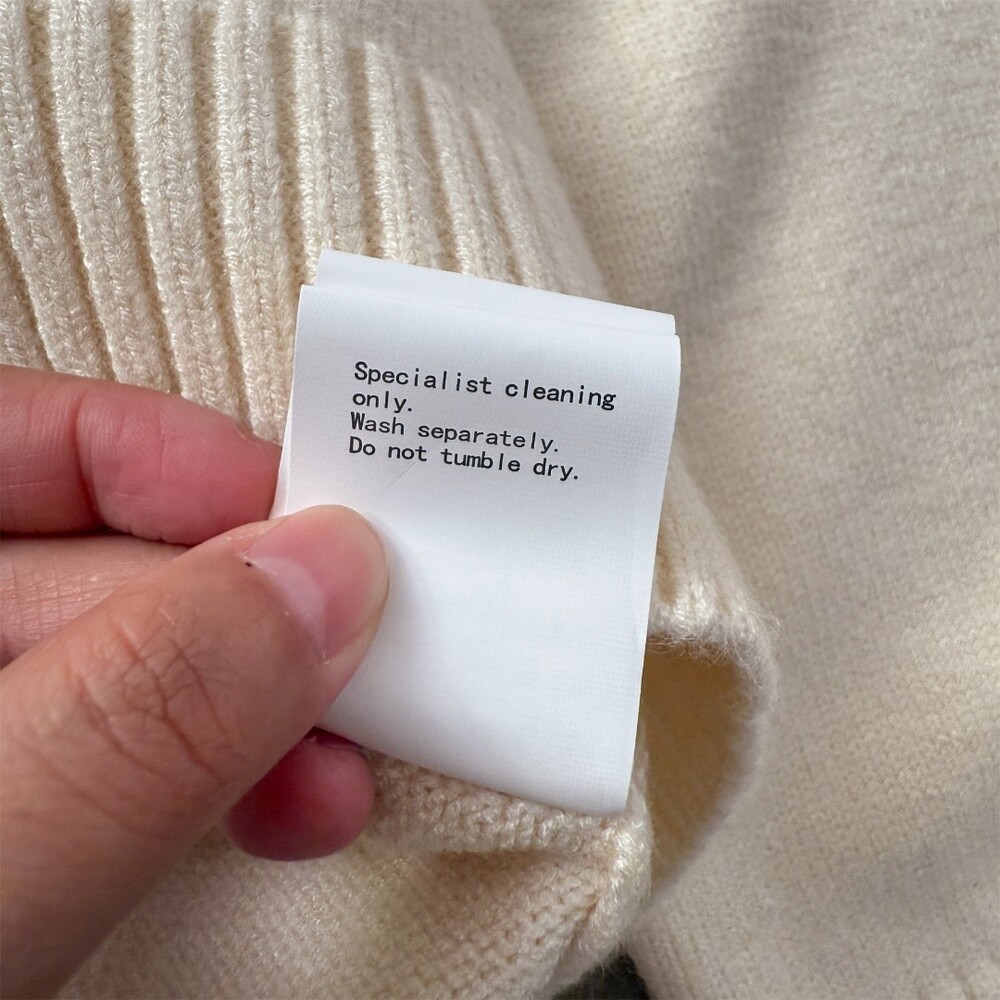 Specialist cleaning
only.
Wash separately.
Do not tumble dry.